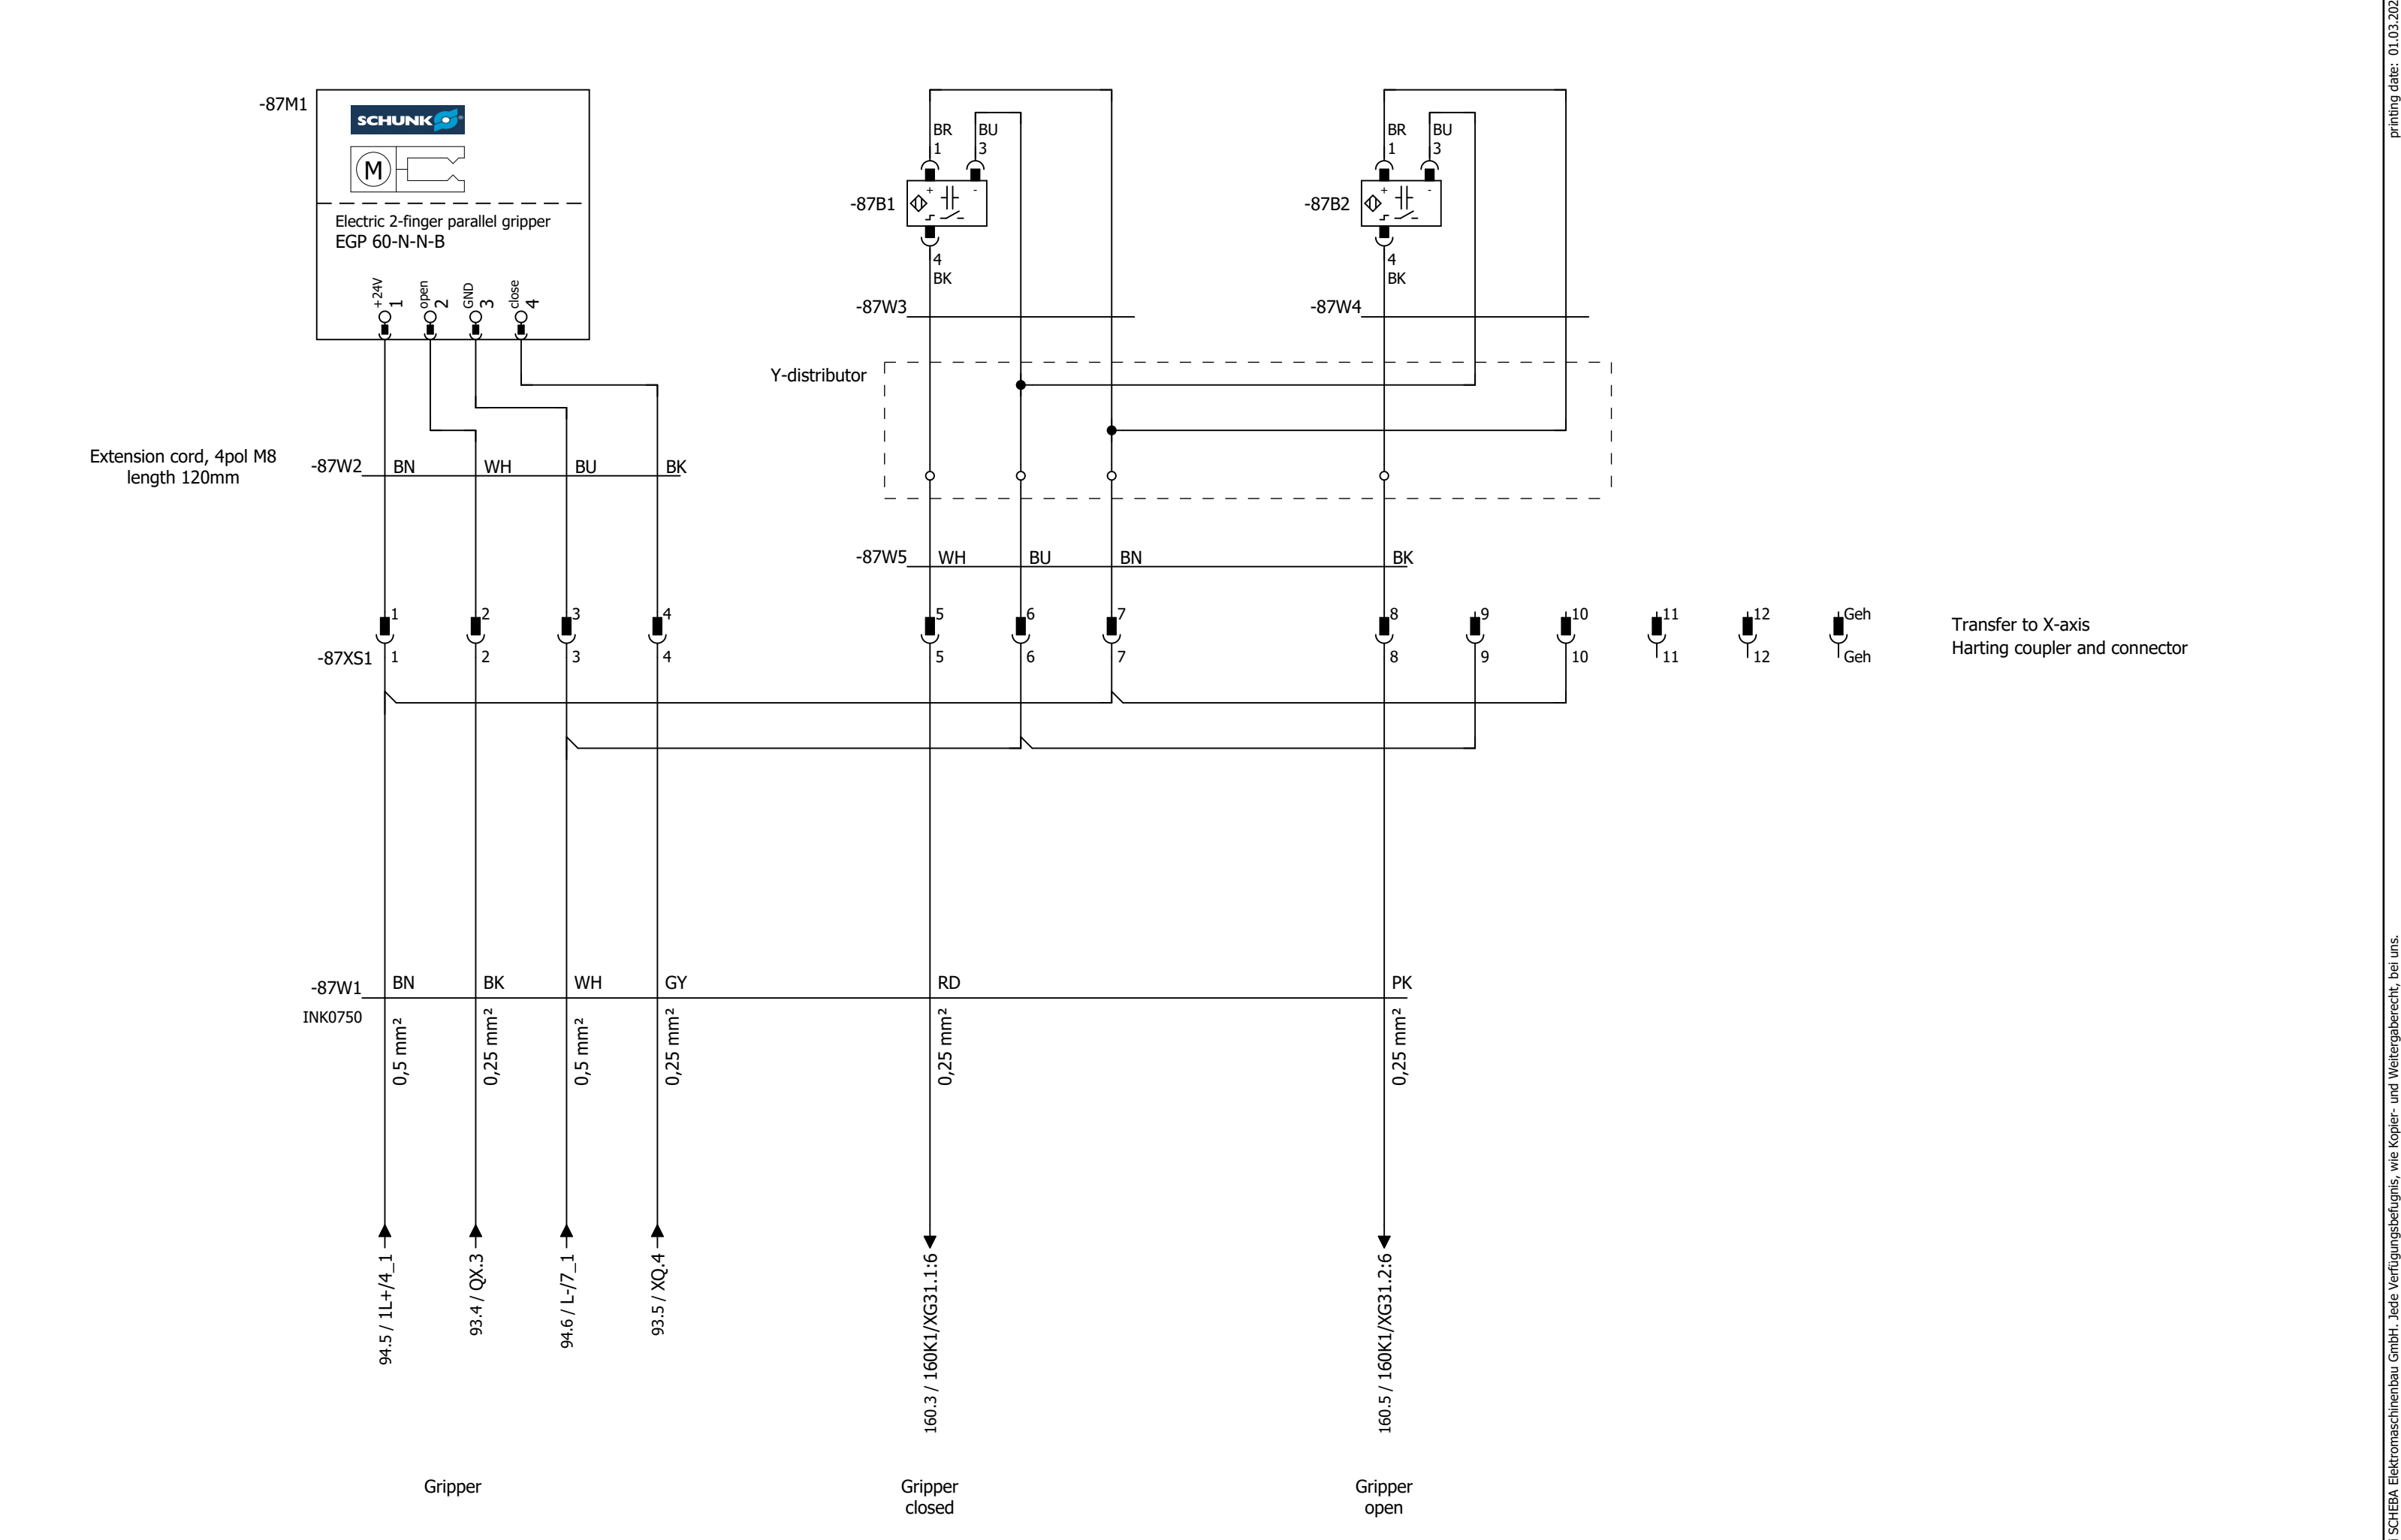 -87M1
SCHUNK
M
Electric 2-finger parallel gripper
EGP 60-N-N-B
+24V
1
open
2
GND
3
close
4
BR
1
BU
3
+
-
-87B1
4
BK
-87W3
BR
1
BU
3
+
-
-87B2
4
BK
-87W4
Y-distributor
Extension cord, 4pol M8
length 120mm
-87W2
BN
WH
BU
BK
-87W5
WH
BU
BN
BK
1
2
3
4
5
6
7
8
9
10
11
12
Geh
-87XS1
1
2
3
4
5
6
7
8
9
10
11
12
Geh
Transfer to X-axis
Harting coupler and connector
-87W1
INK0750
BN
BK
WH
GY
RD
PK
0,5 mm²
0,25 mm²
0,5 mm²
0,25 mm²
0,25 mm²
0,25 mm²
94.5 / 1L+/4_1
93.4 / QX.3
94.6 / L-/7_1
93.5 / XQ.4
160.3 / 160K1/XG31.1:6
160.5 / 160K1/XG31.2:6
Gripper
Gripper
closed
Gripper
open
printing date: 01.03.202
SCHEBA Elektromaschinenbau GmbH. Jede Verfügungsbefugnis, wie Kopier- und Weitergaberecht, bei uns.